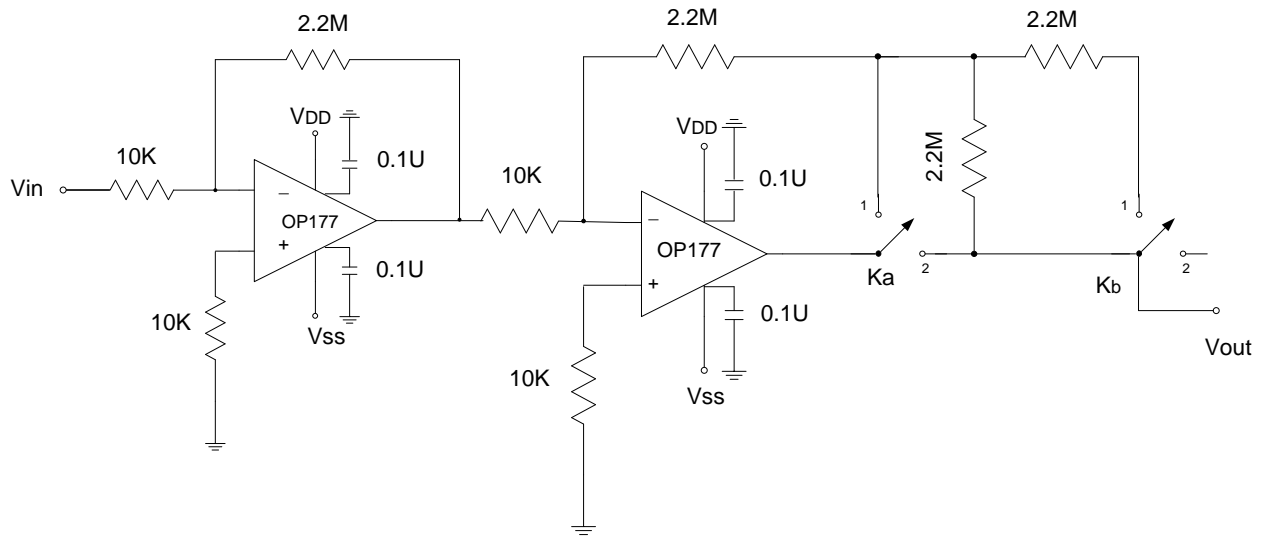 2.2M
2.2M
2.2M
VDD
VDD
0.1U
10K
10K
0.1U
2.2M
Vin
OP177
1
1
OP177
0.1U
Ka
2
Kb
2
10K
Vss
0.1U
Vout
10K
Vss